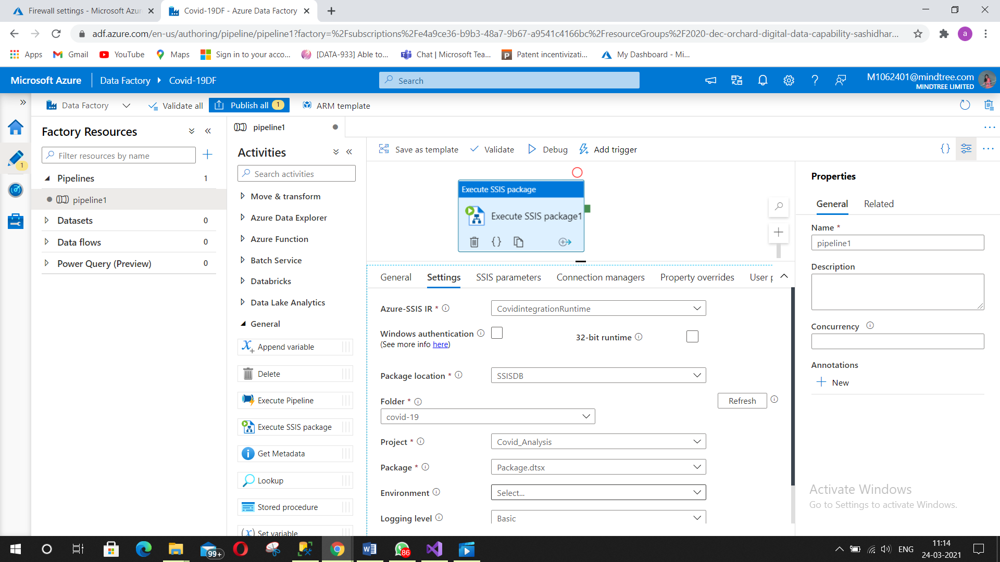 Firewall settings - Microsoft Azur
Covid-19DF - Azure Data Factory
adf.azure.com/en-us/authoring/pipeline/pipeline1?factory=%2Fsubscriptions%2Fe4a9ce36-b9b3-48a7-9b67-a9541c4166bc%2FresourceGroups%2F2020-dec-orchard-digital-data-capability-sashidhar...
a
Apps
Gmail
YouTube
Maps
Sign in to your acco...
[DATA-933] Able to...
Chat | Microsoft Tea...
Patent incentivizati...
My Dashboard - Mi...
Microsoft Azure
Data Factory
Covid-19DF
Search
M1062401@mindtree.com
MINDTREE LIMITED
Data Factory
Validate all
Publish all 1
ARM template
1
Factory Resources
Filter resources by name
Pipelines 1
pipeline1
Datasets 0
Data flows 0
Power Query (Preview) 0
pipeline1
Activities
Search activities
Move & transform
Azure Data Explorer
Azure Function
Batch Service
Databricks
Data Lake Analytics
General
Append variable
Delete
Execute Pipeline
Execute SSIS package
Get Metadata
Lookup
Stored procedure
Set variable
Save as template
Validate
Debug
Add trigger
Execute SSIS package
Execute SSIS package1
General
Settings
SSIS parameters
Connection managers
Property overrides
User p
Azure-SSIS IR *
CovidintegrationRuntime
Windows authentication
(See more info here)
32-bit runtime
Package location *
SSISDB
Folder *
Refresh
covid-19
Project *
Covid_Analysis
Package *
Package.dtsx
Environment
Select...
Logging level
Basic
Properties
General
Related
Name *
pipeline1
Description
Concurrency
Annotations
New
Activate Windows
Go to Settings to activate Windows.
99+
86
ENG
11:14
24-03-2021